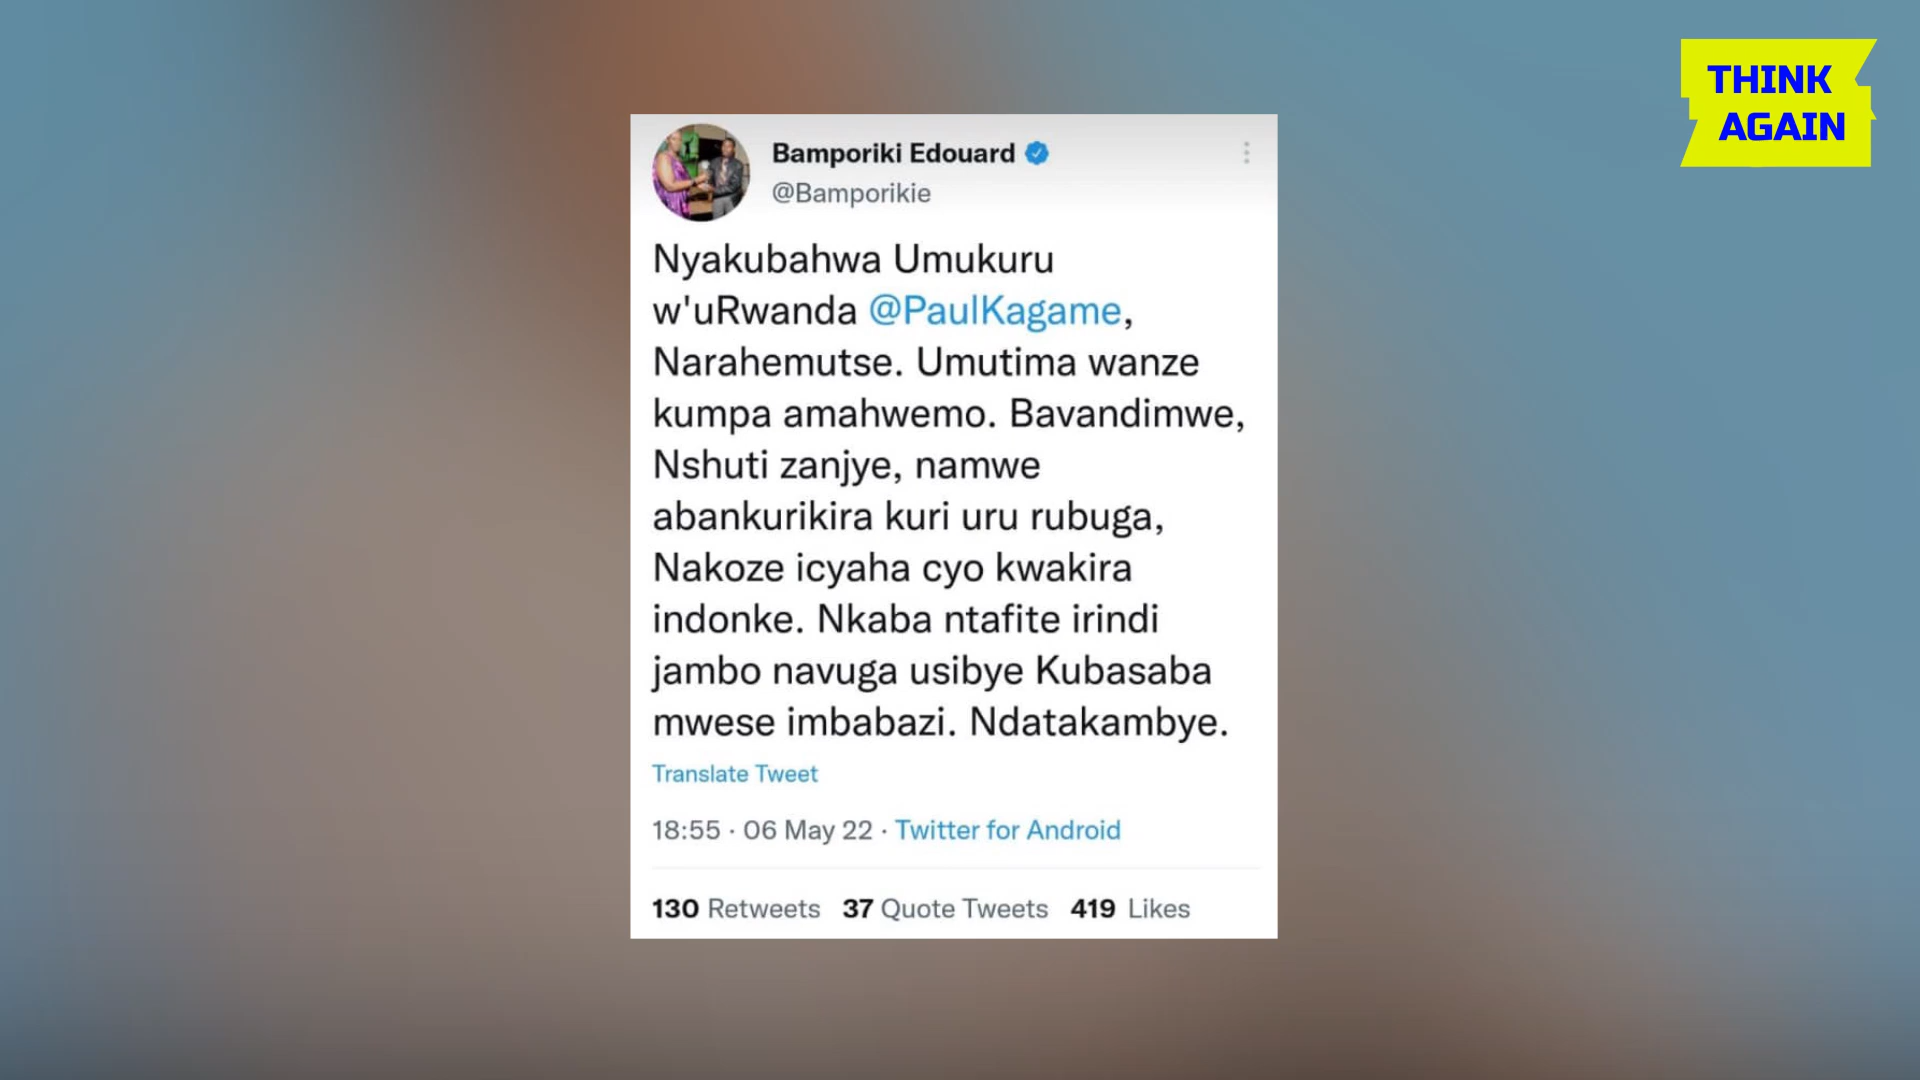 THINK
AGAIN
Bamporiki Edouard
@Bamporikie
Nyakubahwa Umukuru
w'uRwanda @PaulKagame,
Narahemutse. Umutima wanze
kumpa amahwemo. Bavandimwe,
Nshuti zanjye, namwe
abankurikira kuri uru rubuga,
Nakoze icyaha cyo kwakira
indonke. Nkaba ntafite irindi
jambo navuga usibye Kubasaba
mwese imbabazi. Ndatakambye.
Translate Tweet
18:55 · 06 May 22 · Twitter for Android
130 Retweets 37 Quote Tweets 419 Likes